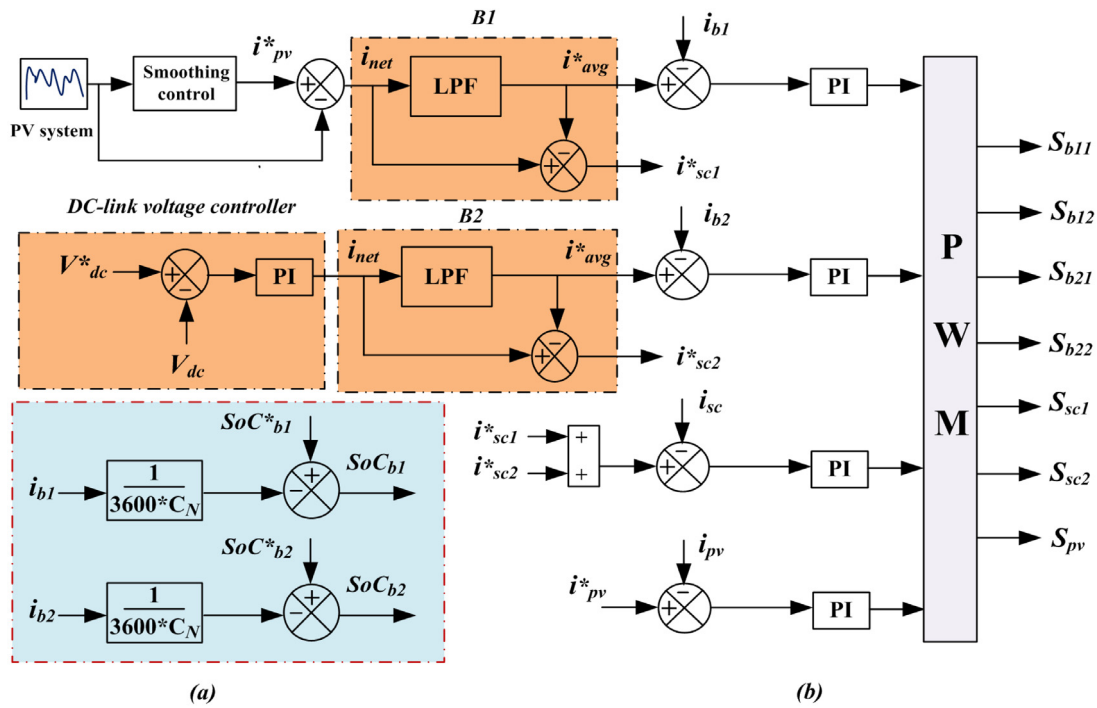 B1
i*pv
Smoothing control
PV system
+
−
inet
LPF
i*avg
+
−
i*sc1
ib1
+
−
PI
DC-link voltage controller
V*dc
+
−
Vdc
PI
B2
inet
LPF
i*avg
+
−
i*sc2
ib2
+
−
PI
SoC*b1
ib1
1
3600*CN
−
+
SoCb1
SoC*b2
ib2
1
3600*CN
−
+
SoCb2
i*sc1
+
i*sc2
+
isc
+
−
PI
i*pv
ipv
+
−
PI
P
W
M
Sb11
Sb12
Sb21
Sb22
Ssc1
Ssc2
Spv
(a)
(b)